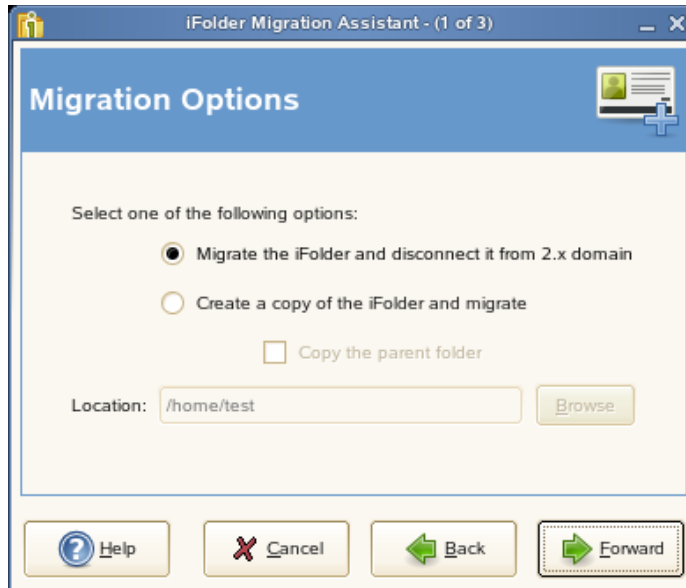 iFolder Migration Assistant - (1 of 3)
Migration Options
Select one of the following options:
Migrate the iFolder and disconnect it from 2.x domain
Create a copy of the iFolder and migrate
Copy the parent folder
Location: /home/test Browse
Help Cancel Back Forward